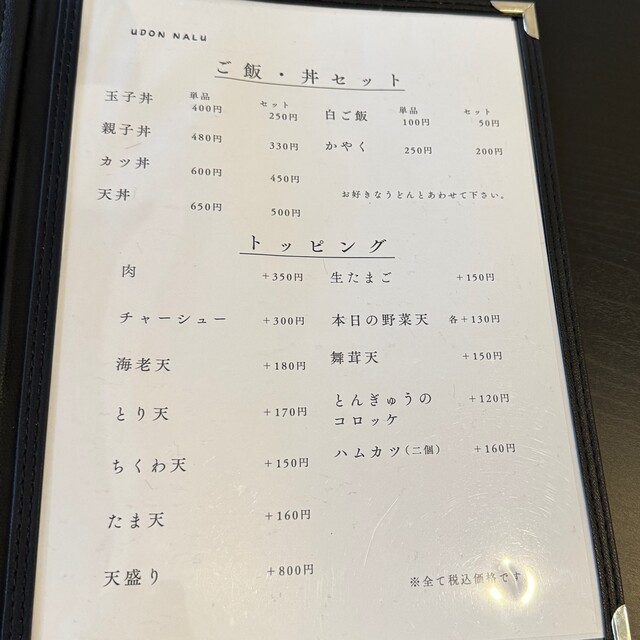 UDON NALU
ご飯・丼セット
玉子丼 単品 400円 セット 250円
親子丼 480円 330円
カツ丼 600円 450円
天丼 650円 500円
白ご飯 単品 100円 セット 50円
かやく 250円 200円
お好きなうどんとあわせて下さい。
トッピング
肉 +350円
チャーシュー +300円
海老天 +180円
とり天 +170円
ちくわ天 +150円
たま天 +160円
天盛り +800円
生たまご +150円
本日の野菜天 各+130円
舞茸天 +150円
とんぎゅうの +120円
コロッケ
ハムカツ(二個) +160円
※全て税込価格です